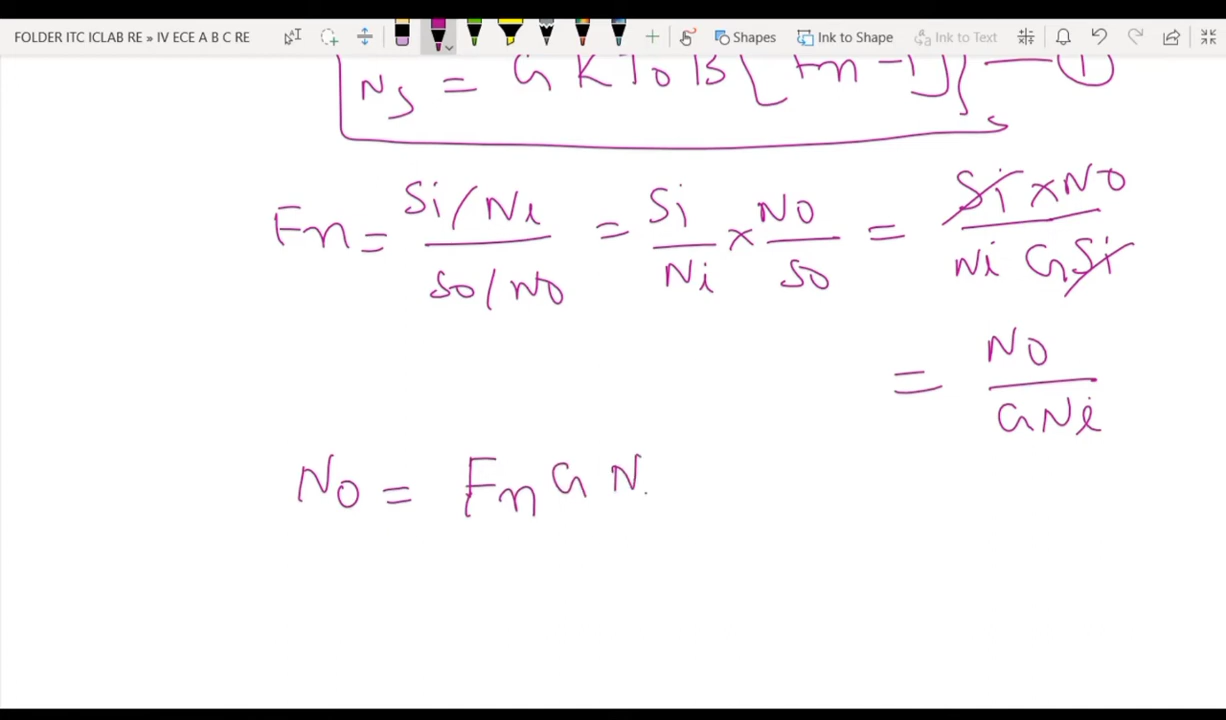 FOLDER ITC ICLAB RE » IV ECE A B C RE Shapes Ink to Shape Ink to Text
Ns = G K To B [Fn - 1] — 1
Fn = Si/Ni / So/No = Si/Ni × No/So = Si × No / Ni G Si
= No / G Ni
No = Fn G N